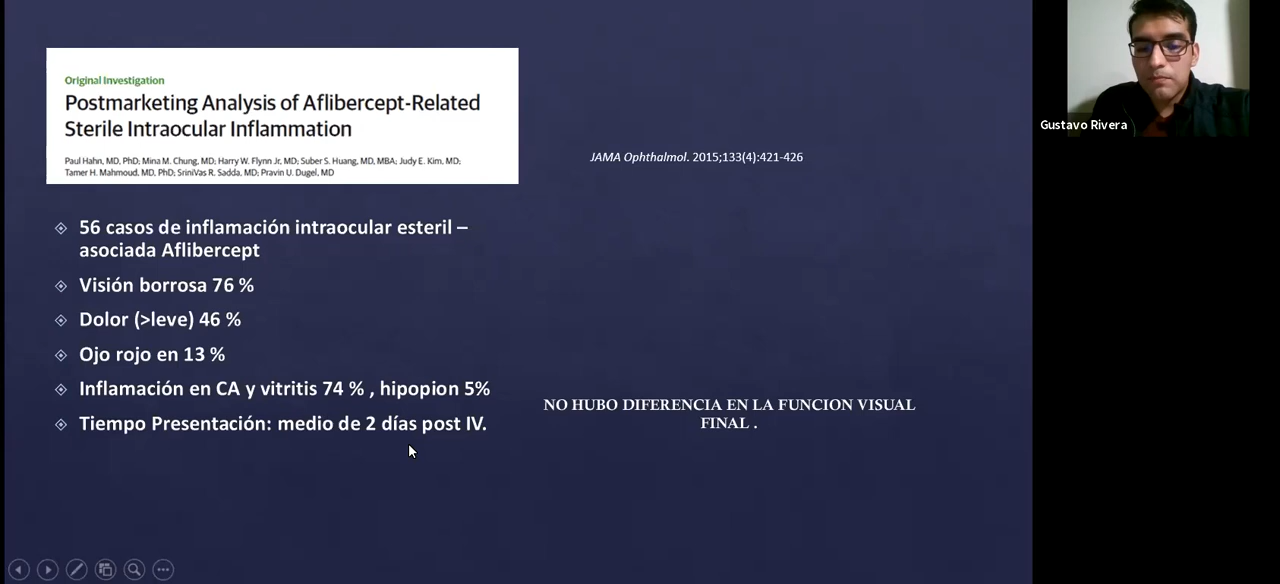 Original Investigation
Postmarketing Analysis of Aflibercept-Related
Sterile Intraocular Inflammation
Paul Hahn, MD, PhD; Mina M. Chung, MD; Harry W. Flynn Jr, MD; Suber S. Huang, MD, MBA; Judy E. Kim, MD;
Tamer H. Mahmoud, MD, PhD; SriniVas R. Sadda, MD; Pravin U. Dugel, MD
JAMA Ophthalmol. 2015;133(4):421-426
56 casos de inflamación intraocular esteril –
asociada Aflibercept
Visión borrosa 76 %
Dolor (>leve) 46 %
Ojo rojo en 13 %
Inflamación en CA y vitritis 74 % , hipopion 5%
Tiempo Presentación: medio de 2 días post IV.
NO HUBO DIFERENCIA EN LA FUNCION VISUAL
FINAL .
Gustavo Rivera